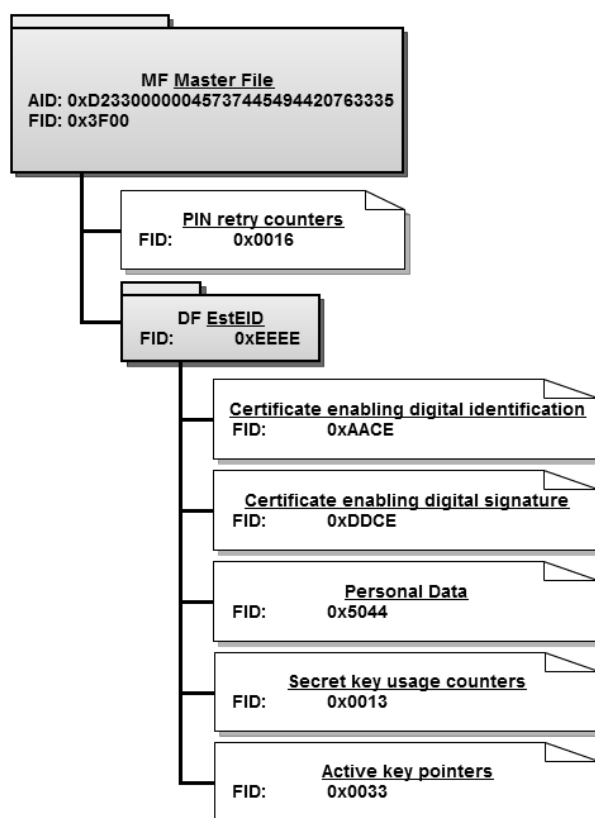 MF Master File
AID: 0xD23300000045737445494420763335
FID: 0x3F00
PIN retry counters
FID: 0x0016
DF EstEID
FID: 0xEEEE
Certificate enabling digital identification
FID: 0xAACE
Certificate enabling digital signature
FID: 0xDDCE
Personal Data
FID: 0x5044
Secret key usage counters
FID: 0x0013
Active key pointers
FID: 0x0033